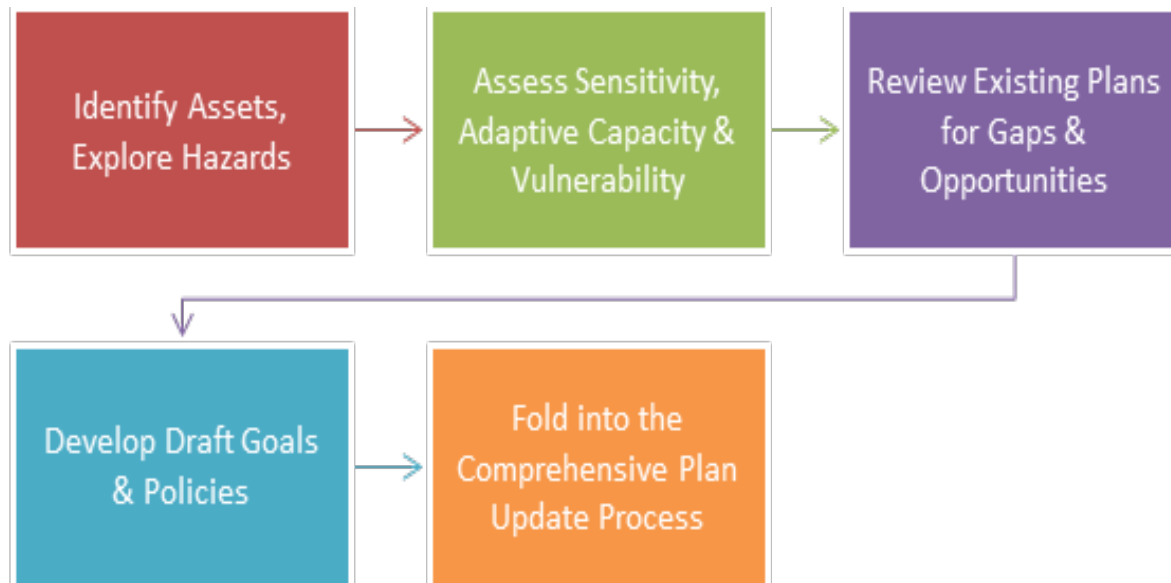 Identify Assets,
Explore Hazards
Assess Sensitivity,
Adaptive Capacity &
Vulnerability
Review Existing Plans
for Gaps &
Opportunities
Develop Draft Goals
& Policies
Fold into the
Comprehensive Plan
Update Process